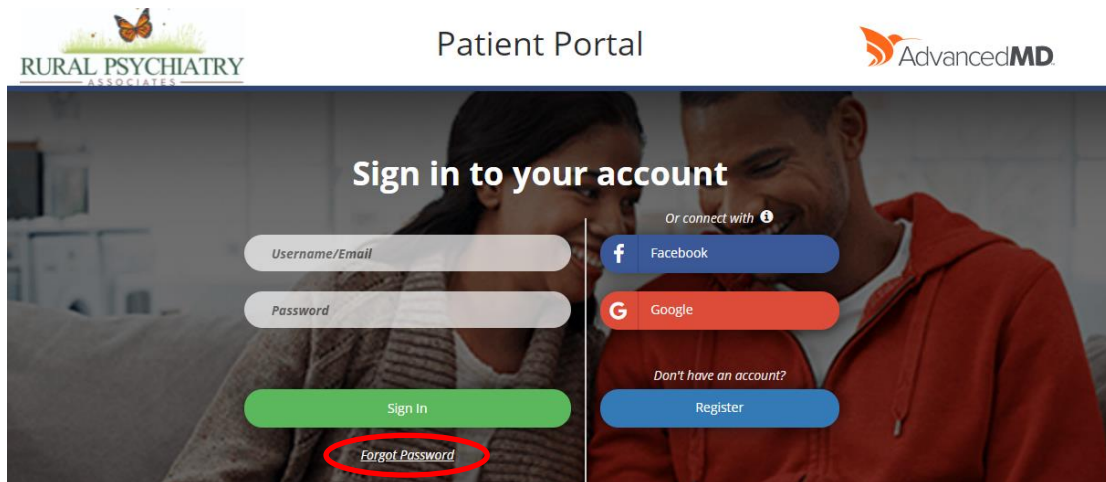 RURAL PSYCHIATRY
ASSOCIATES
Patient Portal
AdvancedMD
Sign in to your account
Username/Email
Password
Sign In
Forgot Password
Or connect with
f Facebook
G Google
Don't have an account?
Register